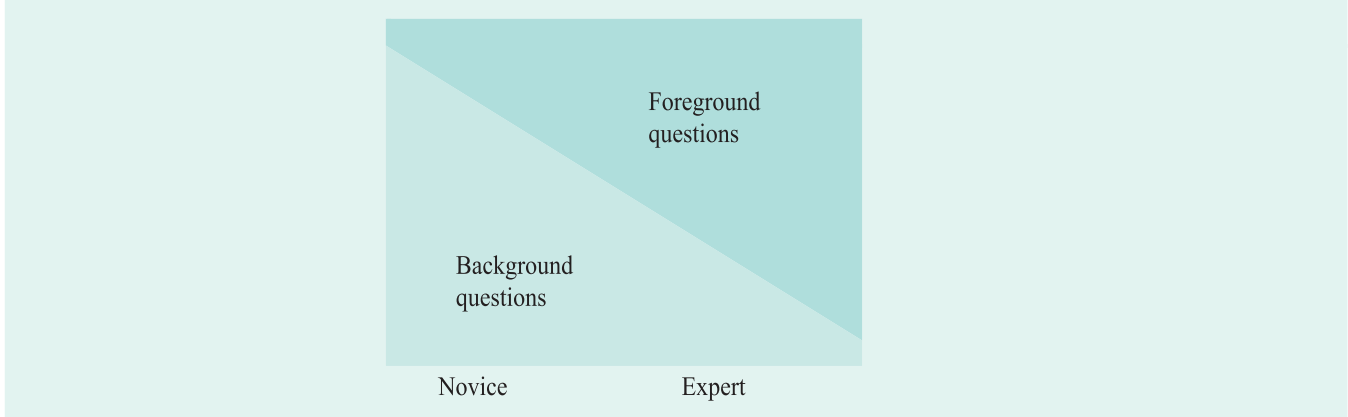 Foreground
questions
Background
questions
Novice
Expert